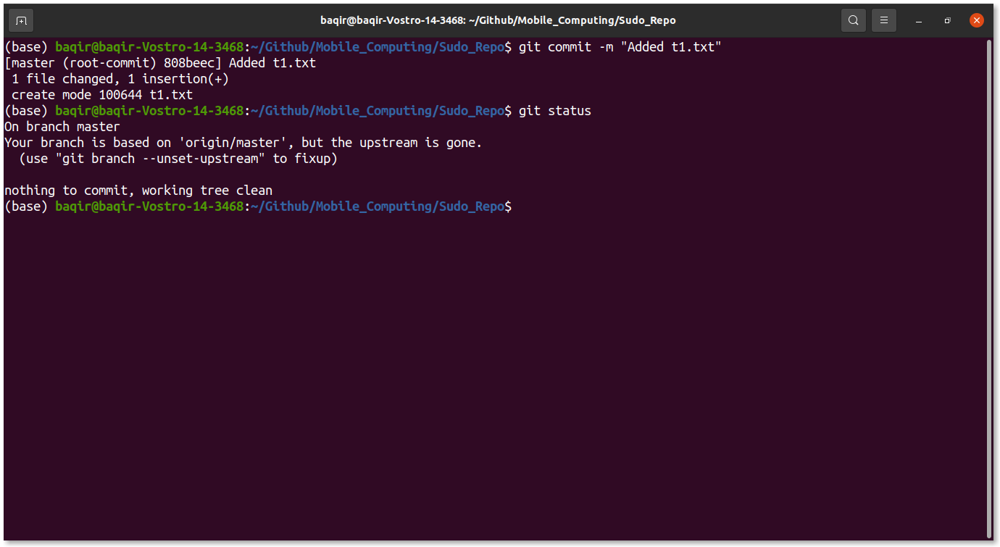 baqir@baqir-Vostro-14-3468: ~/Github/Mobile_Computing/Sudo_Repo
(base) baqir@baqir-Vostro-14-3468:~/Github/Mobile_Computing/Sudo_Repo$ git commit -m "Added t1.txt"
[master (root-commit) 808beec] Added t1.txt
 1 file changed, 1 insertion(+)
 create mode 100644 t1.txt
(base) baqir@baqir-Vostro-14-3468:~/Github/Mobile_Computing/Sudo_Repo$ git status
On branch master
Your branch is based on 'origin/master', but the upstream is gone.
  (use "git branch --unset-upstream" to fixup)

nothing to commit, working tree clean
(base) baqir@baqir-Vostro-14-3468:~/Github/Mobile_Computing/Sudo_Repo$